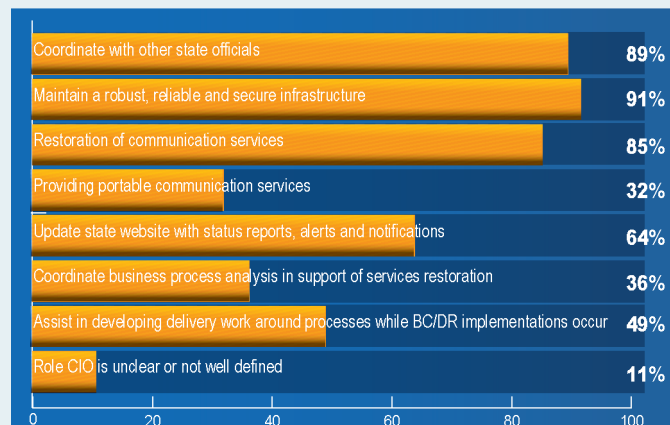 Coordinate with other state officials 89%
Maintain a robust, reliable and secure infrastructure 91%
Restoration of communication services 85%
Providing portable communication services 32%
Update state website with status reports, alerts and notifications 64%
Coordinate business process analysis in support of services restoration 36%
Assist in developing delivery work around processes while BC/DR implementations occur 49%
Role CIO is unclear or not well defined 11%
0 20 40 60 80 100